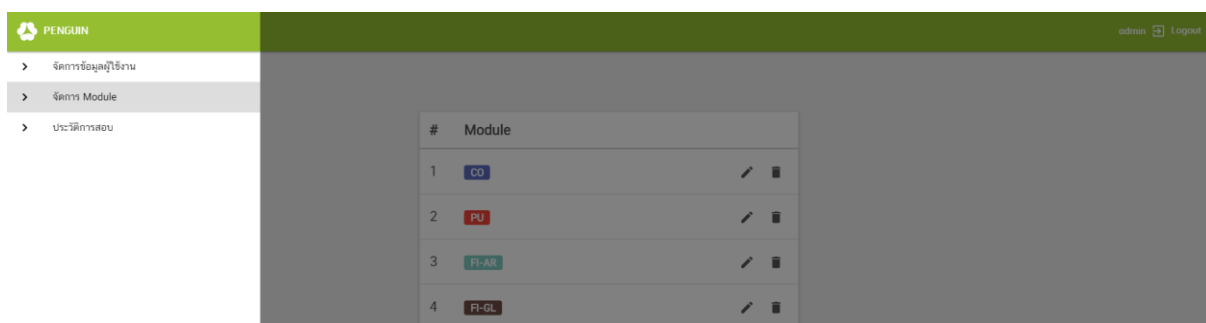 PENGUIN
admin Logout
จัดการข้อมูลผู้ใช้งาน
จัดการ Module
ประวัติการสอบ
# Module
1 CO
2 PU
3 FI-AR
4 FI-GL